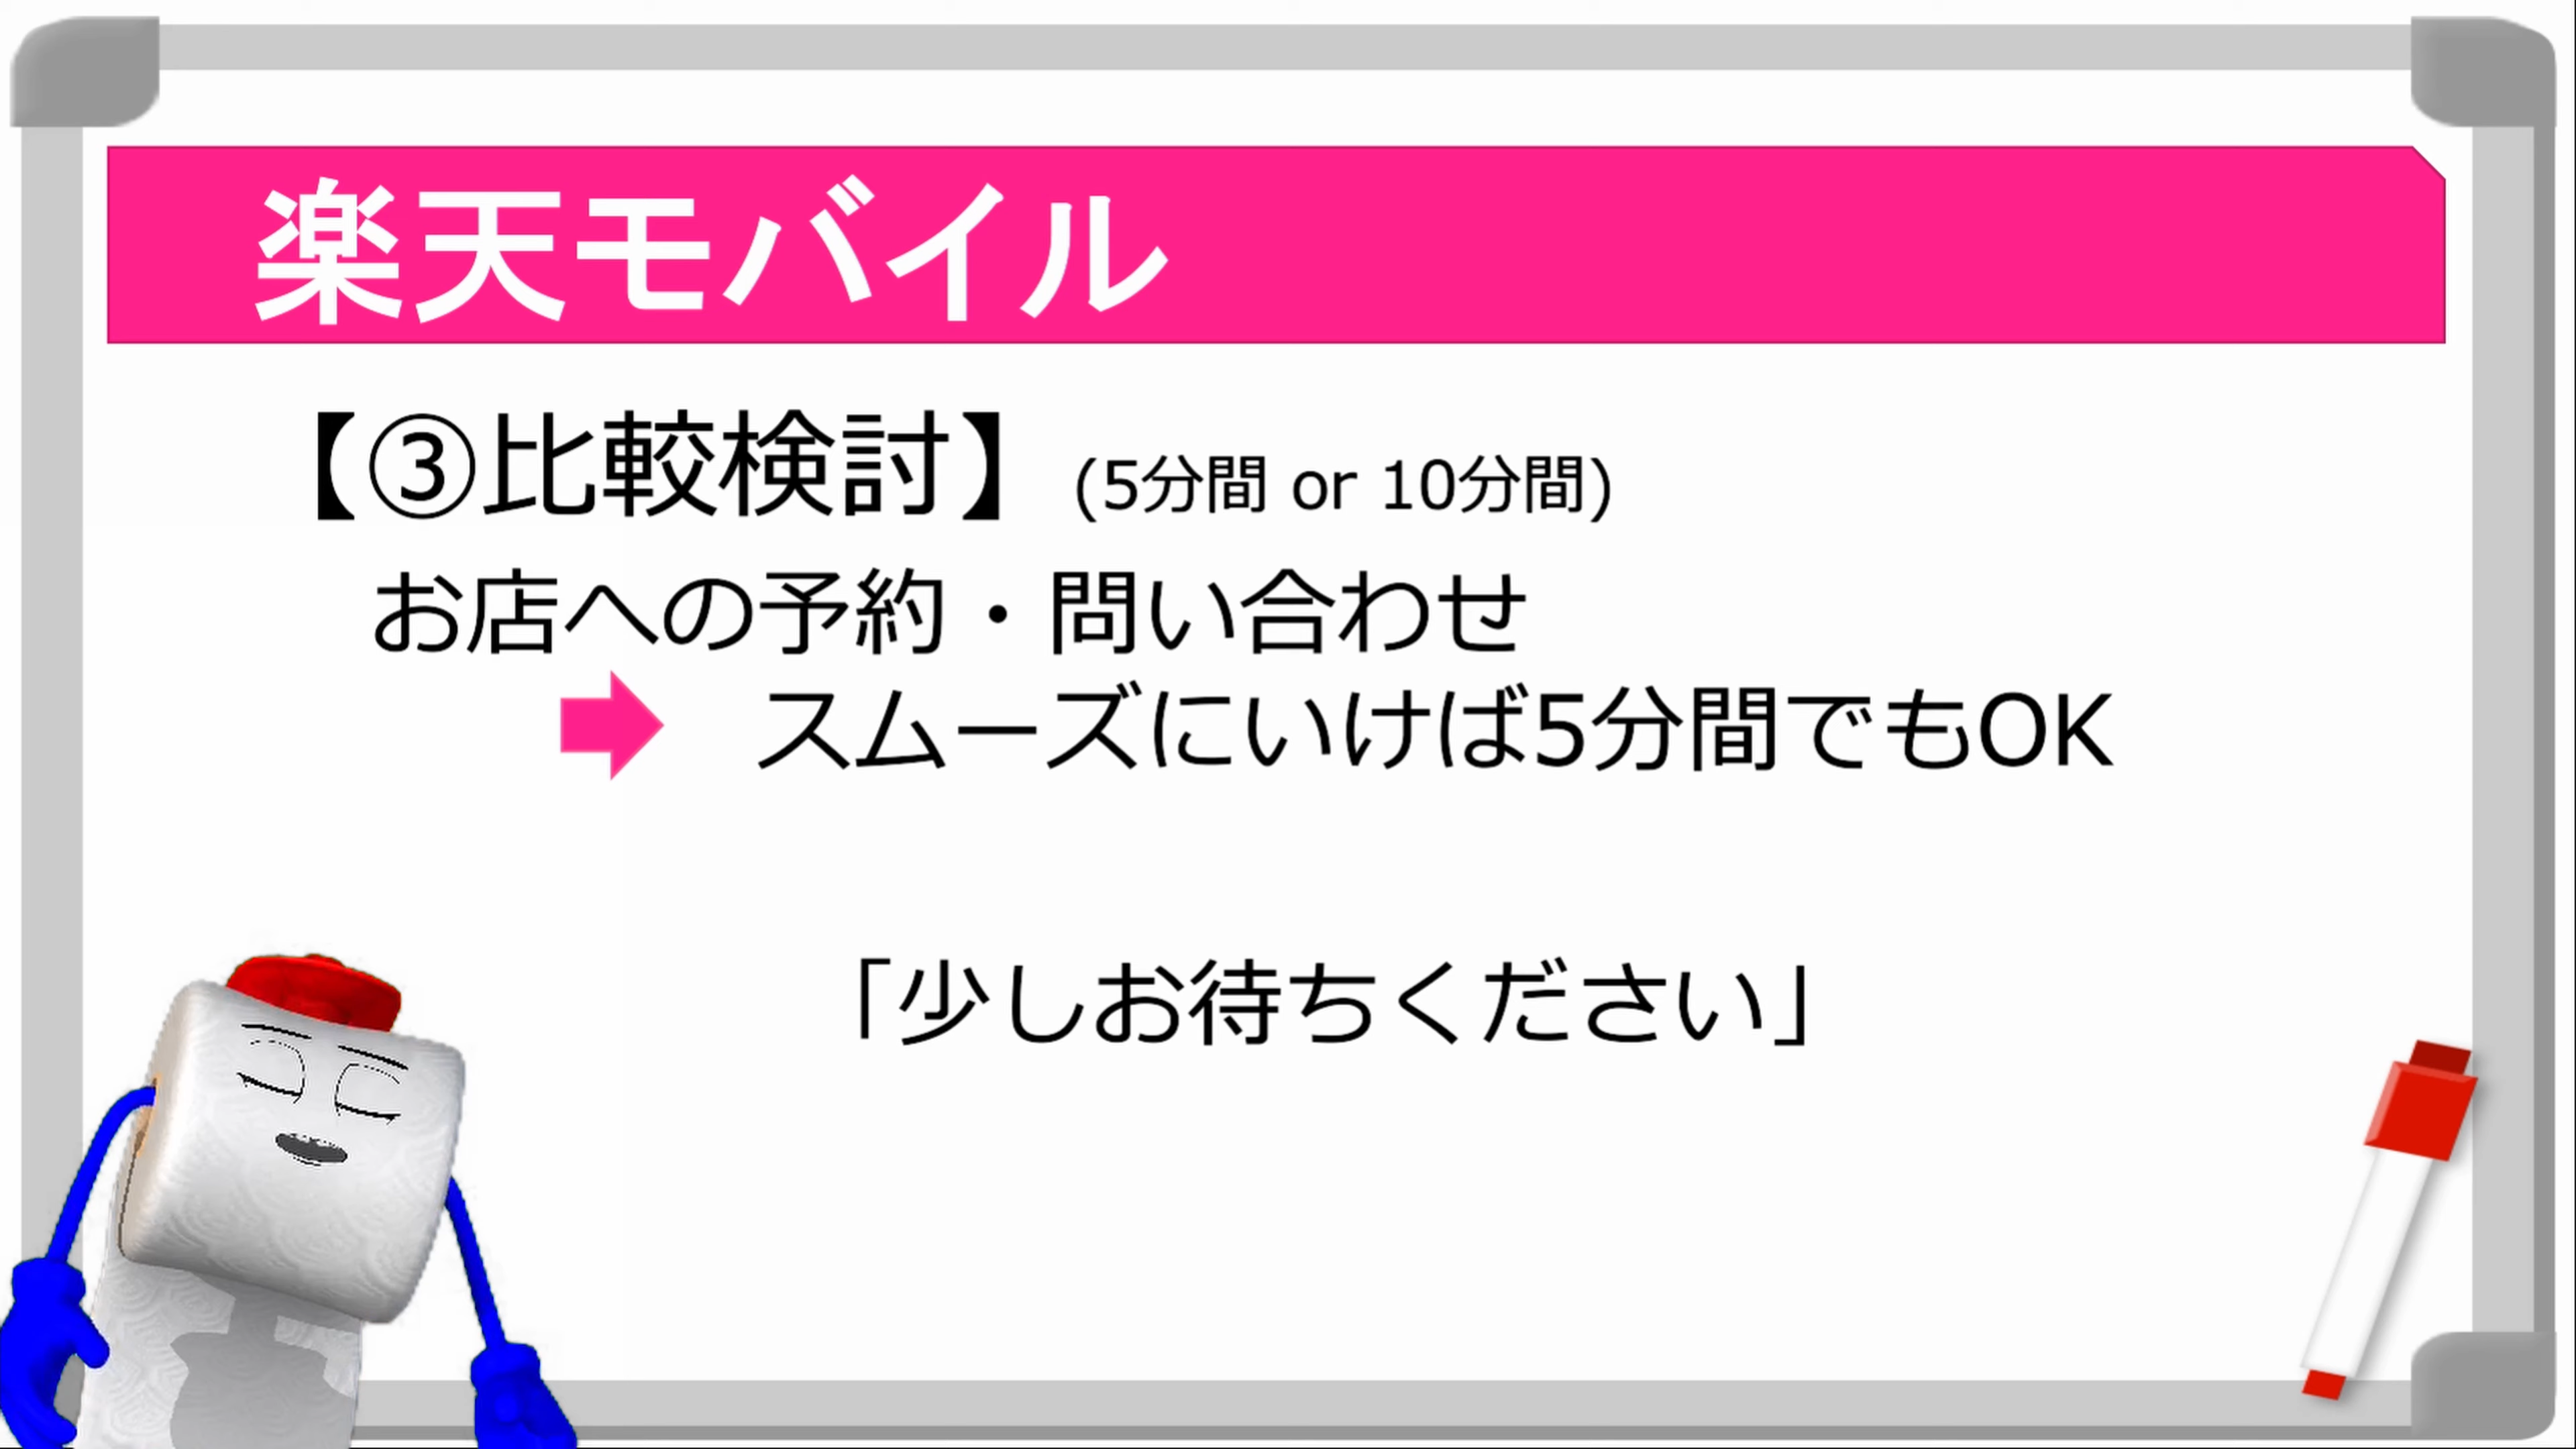 楽天モバイル
【③比較検討】(5分間 or 10分間)
お店への予約・問い合わせ
スムーズにいけば5分間でもOK
「少しお待ちください」